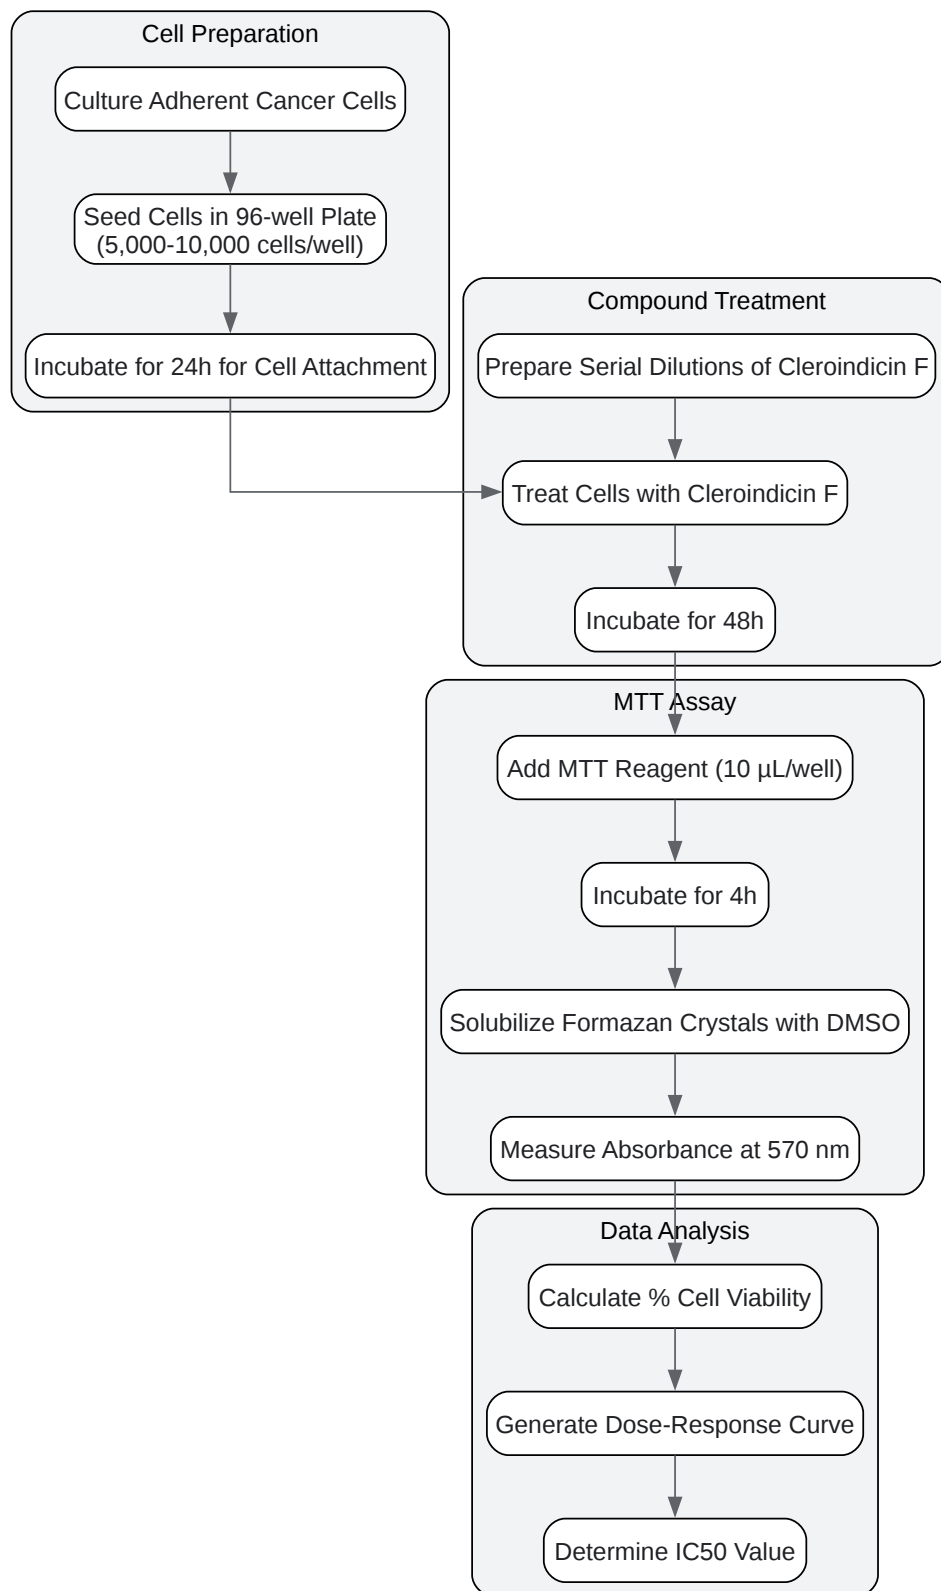 Cell Preparation
Culture Adherent Cancer Cells
Seed Cells in 96-well Plate
(5,000-10,000 cells/well)
Incubate for 24h for Cell Attachment
Compound Treatment
Prepare Serial Dilutions of Cleroindicin F
Treat Cells with Cleroindicin F
Incubate for 48h
MTT Assay
Add MTT Reagent (10 µL/well)
Incubate for 4h
Solubilize Formazan Crystals with DMSO
Measure Absorbance at 570 nm
Data Analysis
Calculate % Cell Viability
Generate Dose-Response Curve
Determine IC50 Value